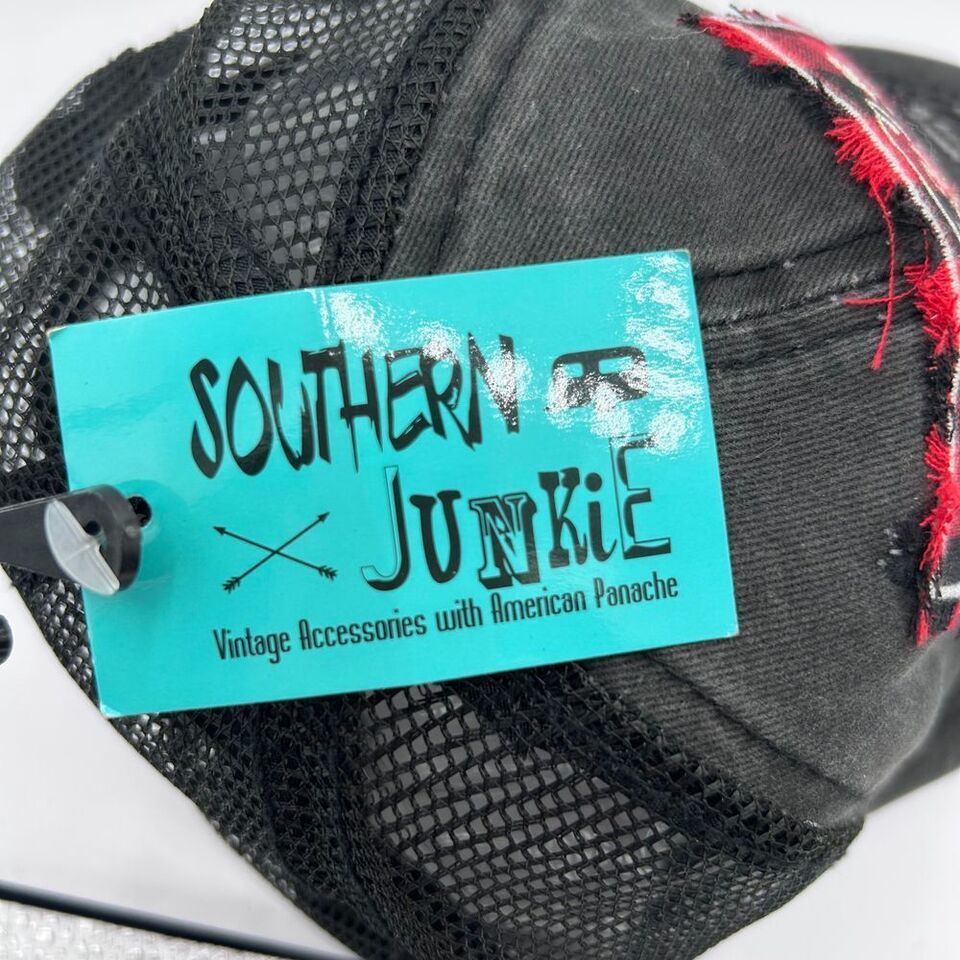 SOUTHERN
JUNKiE
Vintage Accessories with American Panache